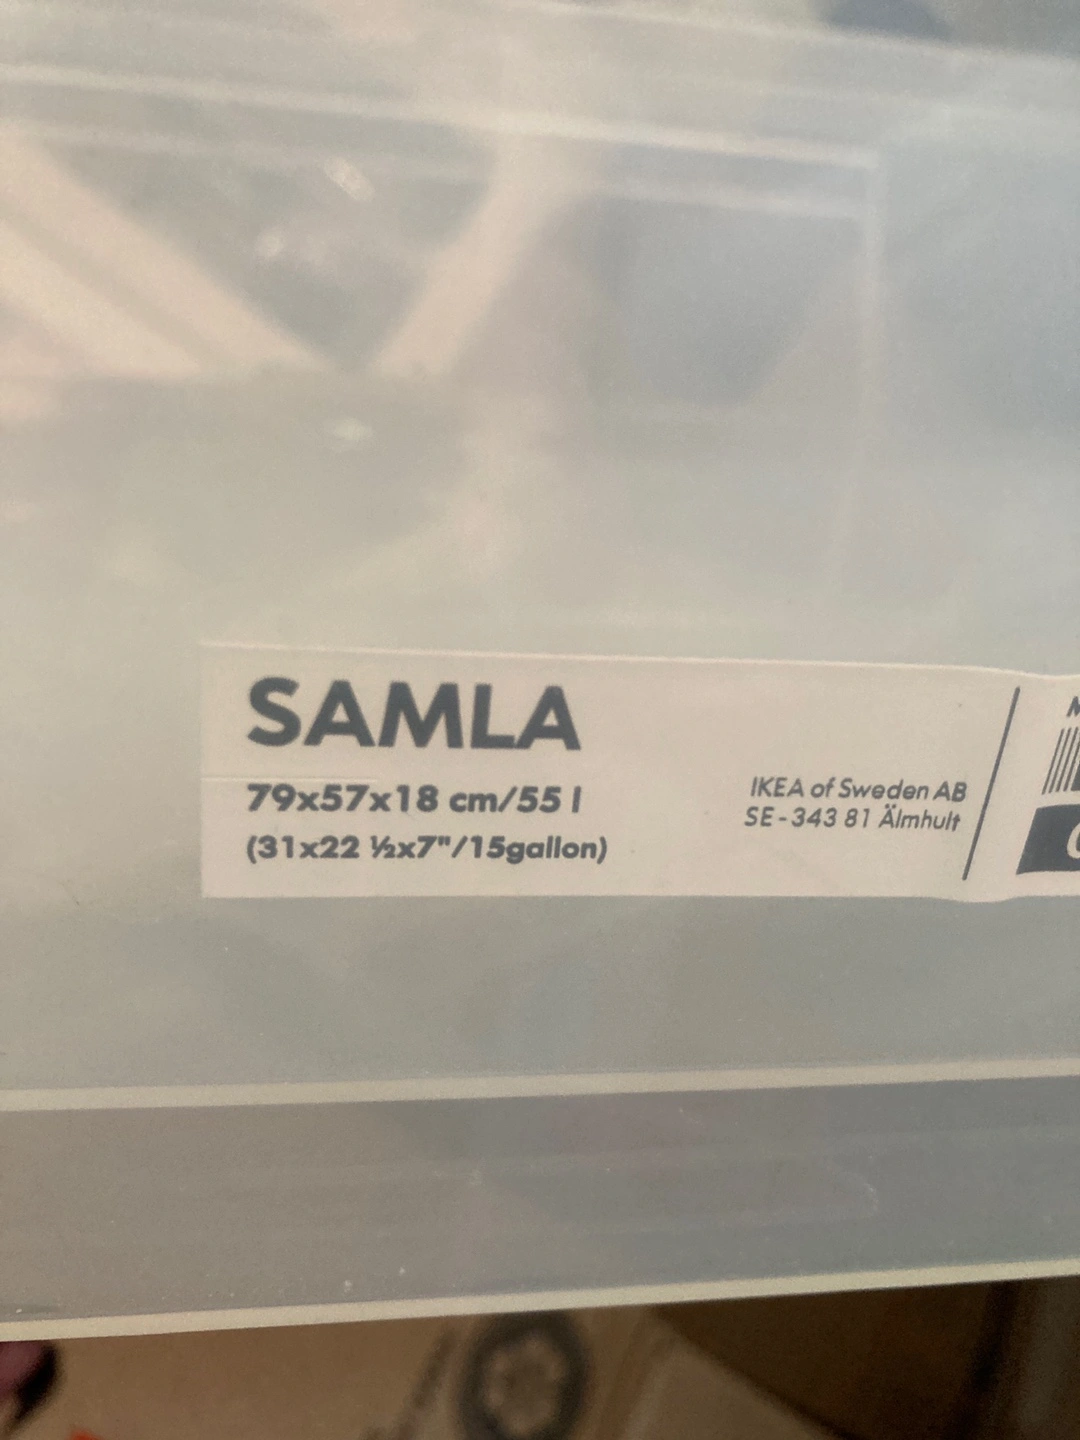 SAMLA
79x57x18 cm/55 l
(31x22 ½x7"/15gallon)
IKEA of Sweden AB
SE-343 81 Älmhult